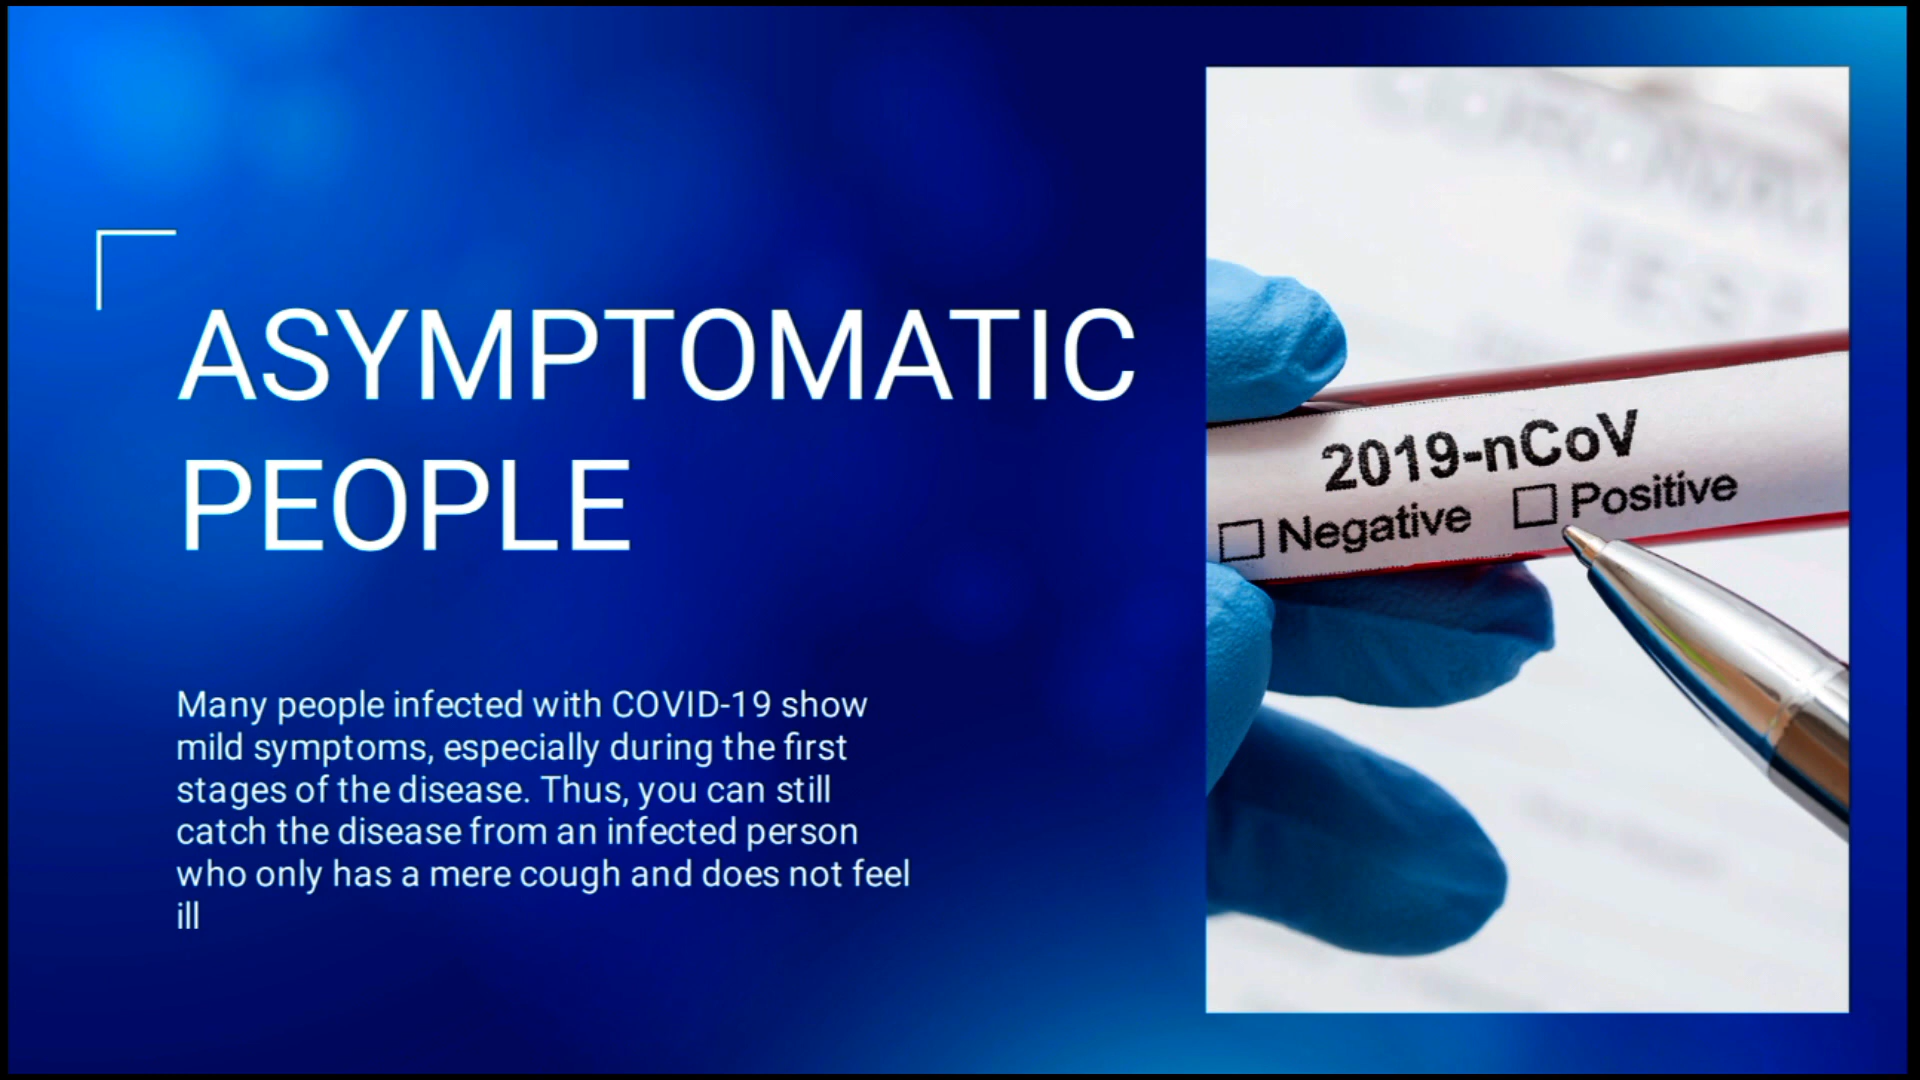 ASYMPTOMATIC
PEOPLE
Many people infected with COVID-19 show
mild symptoms, especially during the first
stages of the disease. Thus, you can still
catch the disease from an infected person
who only has a mere cough and does not feel
ill
2019-nCoV
Negative Positive